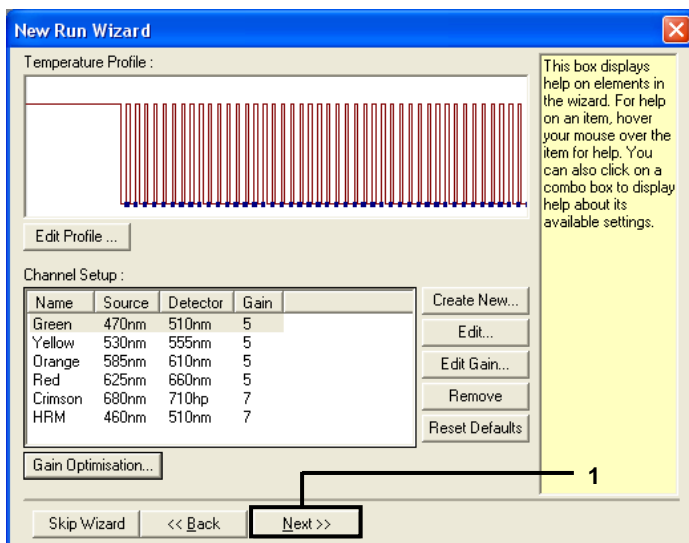 New Run Wizard
Temperature Profile :
Edit Profile ...
Channel Setup :
Name Source Detector Gain
Green 470nm 510nm 5
Yellow 530nm 555nm 5
Orange 585nm 610nm 5
Red 625nm 660nm 5
Crimson 680nm 710hp 7
HRM 460nm 510nm 7
Create New...
Edit...
Edit Gain...
Remove
Reset Defaults
Gain Optimisation...
This box displays
help on elements in
the wizard. For help
on an item, hover
your mouse over the
item for help. You
can also click on a
combo box to display
help about its
available settings.
1
Skip Wizard
<< Back
Next >>